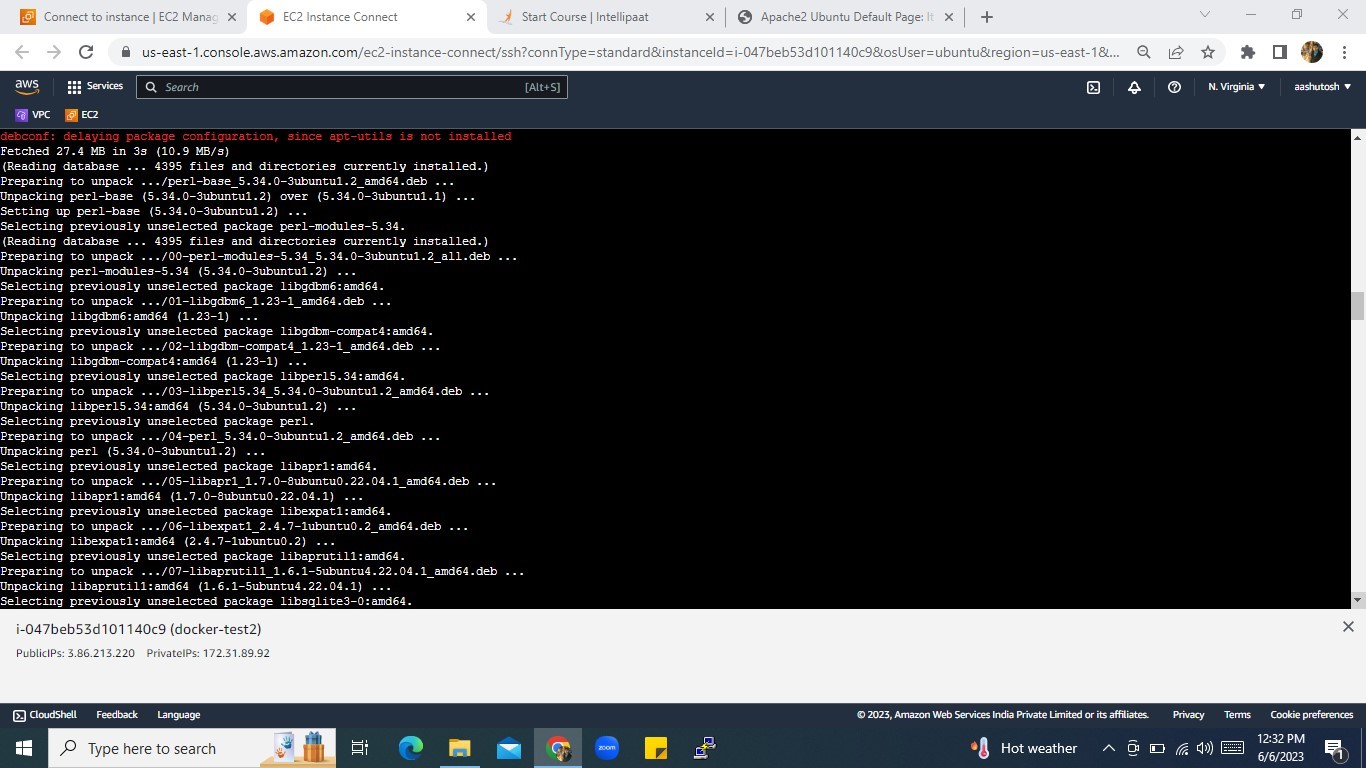 Connect to instance | EC2 Manag
EC2 Instance Connect
Start Course | Intellipaat
Apache2 Ubuntu Default Page: It
us-east-1.console.aws.amazon.com/ec2-instance-connect/ssh?connType=standard&instanceId=i-047beb53d101140c9&osUser=ubuntu&region=us-east-1&...
aws
Services
Search
[Alt+S]
N. Virginia
aashutosh
VPC
EC2
debconf: delaying package configuration, since apt-utils is not installed
Fetched 27.4 MB in 3s (10.9 MB/s)
(Reading database ... 4395 files and directories currently installed.)
Preparing to unpack .../perl-base_5.34.0-3ubuntu1.2_amd64.deb ...
Unpacking perl-base (5.34.0-3ubuntu1.2) over (5.34.0-3ubuntu1.1) ...
Setting up perl-base (5.34.0-3ubuntu1.2) ...
Selecting previously unselected package perl-modules-5.34.
(Reading database ... 4395 files and directories currently installed.)
Preparing to unpack .../00-perl-modules-5.34_5.34.0-3ubuntu1.2_all.deb ...
Unpacking perl-modules-5.34 (5.34.0-3ubuntu1.2) ...
Selecting previously unselected package libgdbm6:amd64.
Preparing to unpack .../01-libgdbm6_1.23-1_amd64.deb ...
Unpacking libgdbm6:amd64 (1.23-1) ...
Selecting previously unselected package libgdbm-compat4:amd64.
Preparing to unpack .../02-libgdbm-compat4_1.23-1_amd64.deb ...
Unpacking libgdbm-compat4:amd64 (1.23-1) ...
Selecting previously unselected package libperl5.34:amd64.
Preparing to unpack .../03-libperl5.34_5.34.0-3ubuntu1.2_amd64.deb ...
Unpacking libperl5.34:amd64 (5.34.0-3ubuntu1.2) ...
Selecting previously unselected package perl.
Preparing to unpack .../04-perl_5.34.0-3ubuntu1.2_amd64.deb ...
Unpacking perl (5.34.0-3ubuntu1.2) ...
Selecting previously unselected package libapr1:amd64.
Preparing to unpack .../05-libapr1_1.7.0-8ubuntu0.22.04.1_amd64.deb ...
Unpacking libapr1:amd64 (1.7.0-8ubuntu0.22.04.1) ...
Selecting previously unselected package libexpat1:amd64.
Preparing to unpack .../06-libexpat1_2.4.7-1ubuntu0.2_amd64.deb ...
Unpacking libexpat1:amd64 (2.4.7-1ubuntu0.2) ...
Selecting previously unselected package libaprutil1:amd64.
Preparing to unpack .../07-libaprutil1_1.6.1-5ubuntu4.22.04.1_amd64.deb ...
Unpacking libaprutil1:amd64 (1.6.1-5ubuntu4.22.04.1) ...
Selecting previously unselected package libsqlite3-0:amd64.
i-047beb53d101140c9 (docker-test2)
PublicIPs: 3.86.213.220 PrivateIPs: 172.31.89.92
CloudShell
Feedback
Language
© 2023, Amazon Web Services India Private Limited or its affiliates.
Privacy
Terms
Cookie preferences
Type here to search
zoom
Hot weather
12:32 PM
6/6/2023
1